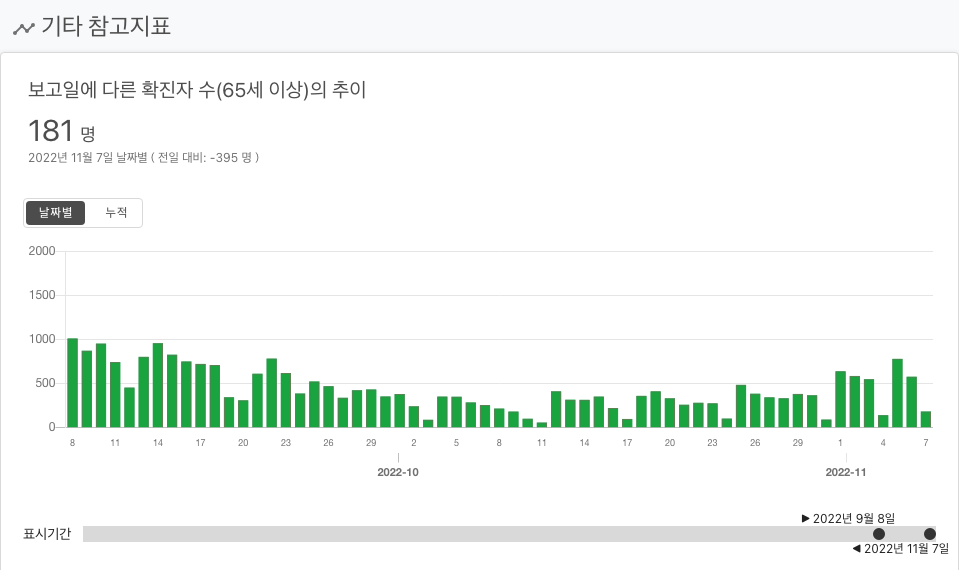 기타 참고지표
보고일에 다른 확진자 수(65세 이상)의 추이
181 명
2022년 11월 7일 날짜별 ( 전일 대비: -395 명 )
날짜별 누적
2000
1500
1000
500
0
8 11 14 17 20 23 26 29 2 5 8 11 14 17 20 23 26 29 1 4 7
2022-10 2022-11
▶ 2022년 9월 8일
표시기간
◀ 2022년 11월 7일